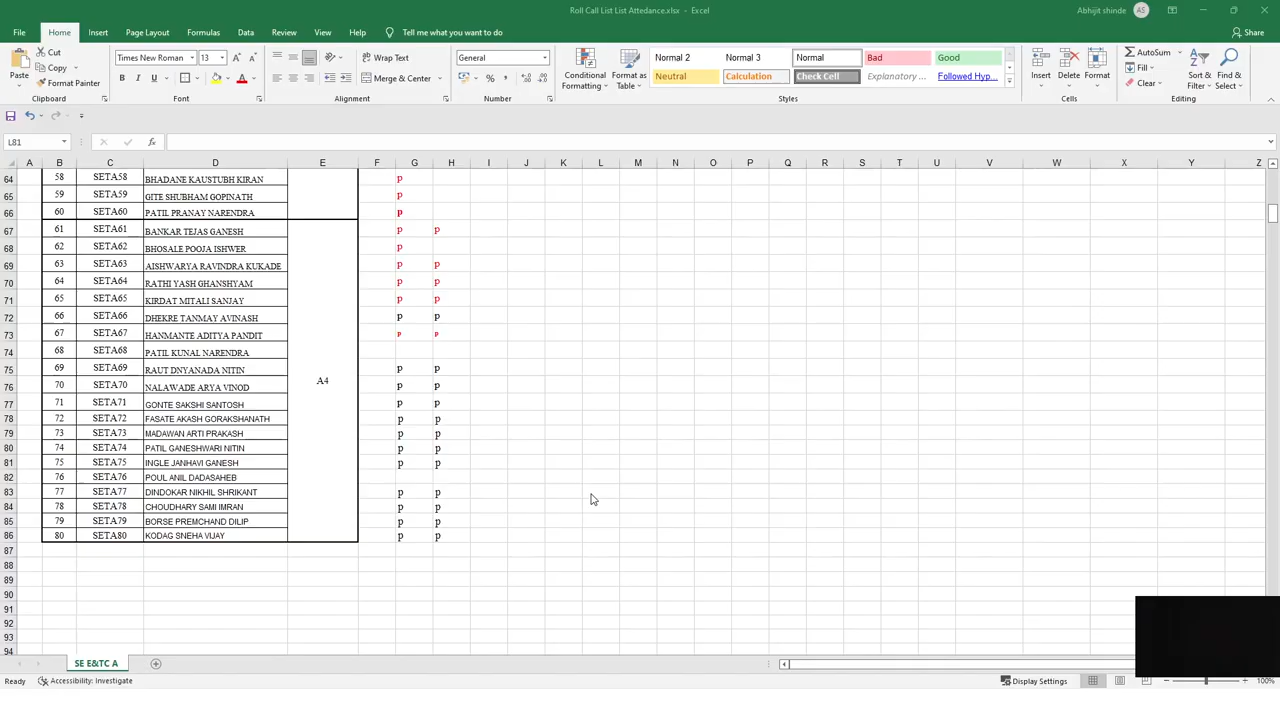 Roll Call List List Attedance.xlsx - Excel
Abhijit shinde AS
File Home Insert Page Layout Formulas Data Review View Help Tell me what you want to do Share
Paste Cut Copy Format Painter Clipboard
Times New Roman 13 A A B I U A Font
Wrap Text Merge & Center Alignment
General % , Number
Conditional Formatting Format as Table
Normal 2 Normal 3 Normal Bad Good
Neutral Calculation Check Cell Explanatory ... Followed Hyp...
Styles
Insert Delete Format Cells
AutoSum Fill Clear Sort & Filter Find & Select Editing
L81 fx
A B C D E F G H I J K L M N O P Q R S T U V W X Y Z
64 58 SETA58 BHADANE KAUSTUBH KIRAN p
65 59 SETA59 GITE SHUBHAM GOPINATH p
66 60 SETA60 PATIL PRANAY NARENDRA p
67 61 SETA61 BANKAR TEJAS GANESH p p
68 62 SETA62 BHOSALE POOJA ISHWER p
69 63 SETA63 AISHWARYA RAVINDRA KUKADE p p
70 64 SETA64 RATHI YASH GHANSHYAM p p
71 65 SETA65 KIRDAT MITALI SANJAY p p
72 66 SETA66 DHEKRE TANMAY AVINASH p p
73 67 SETA67 HANMANTE ADITYA PANDIT p p
74 68 SETA68 PATIL KUNAL NARENDRA
75 69 SETA69 RAUT DNYANADA NITIN p p
76 70 SETA70 NALAWADE ARYA VINOD A4 p p
77 71 SETA71 GONTE SAKSHI SANTOSH p p
78 72 SETA72 FASATE AKASH GORAKSHANATH p p
79 73 SETA73 MADAWAN ARTI PRAKASH p p
80 74 SETA74 PATIL GANESHWARI NITIN p p
81 75 SETA75 INGLE JANHAVI GANESH p p
82 76 SETA76 POUL ANIL DADASAHEB
83 77 SETA77 DINDOKAR NIKHIL SHRIKANT p p
84 78 SETA78 CHOUDHARY SAMI IMRAN p p
85 79 SETA79 BORSE PREMCHAND DILIP p p
86 80 SETA80 KODAG SNEHA VIJAY p p
87
88
89
90
91
92
93
94
SE E&TC A
Ready Accessibility: Investigate Display Settings 100%